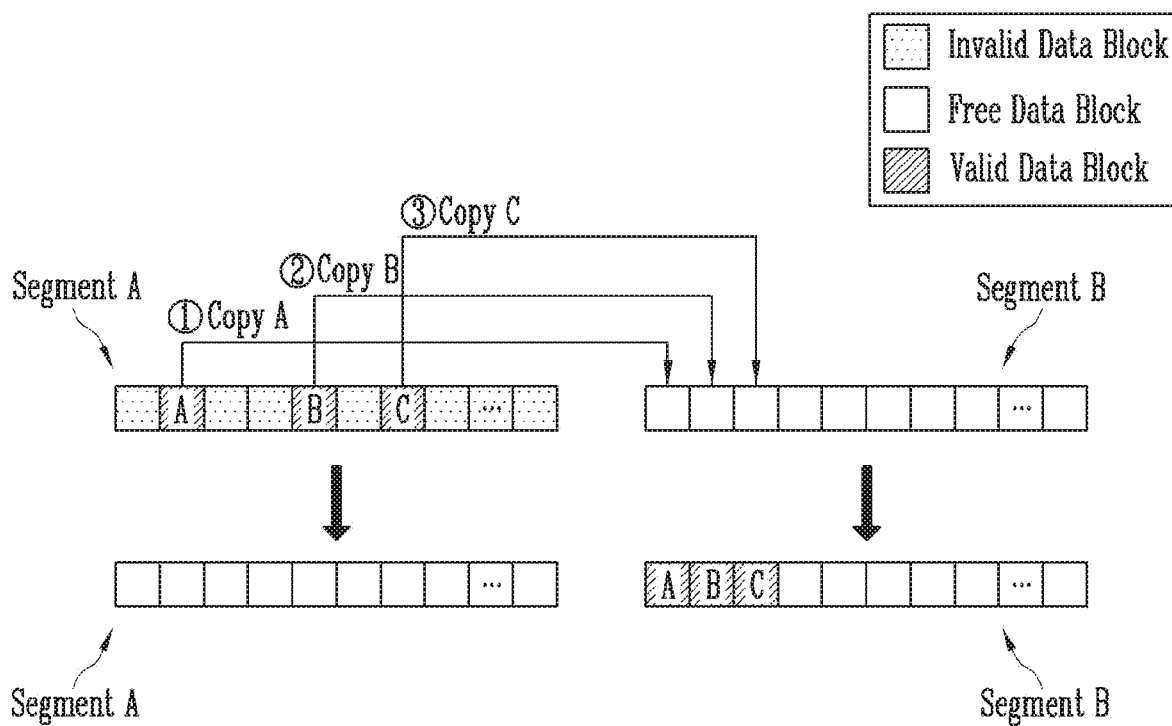 Invalid Data Block
Free Data Block
Valid Data Block
③Copy C
②Copy B
①Copy A
Segment A
Segment B
A B C ...
...
...
A B C ...
Segment A
Segment B